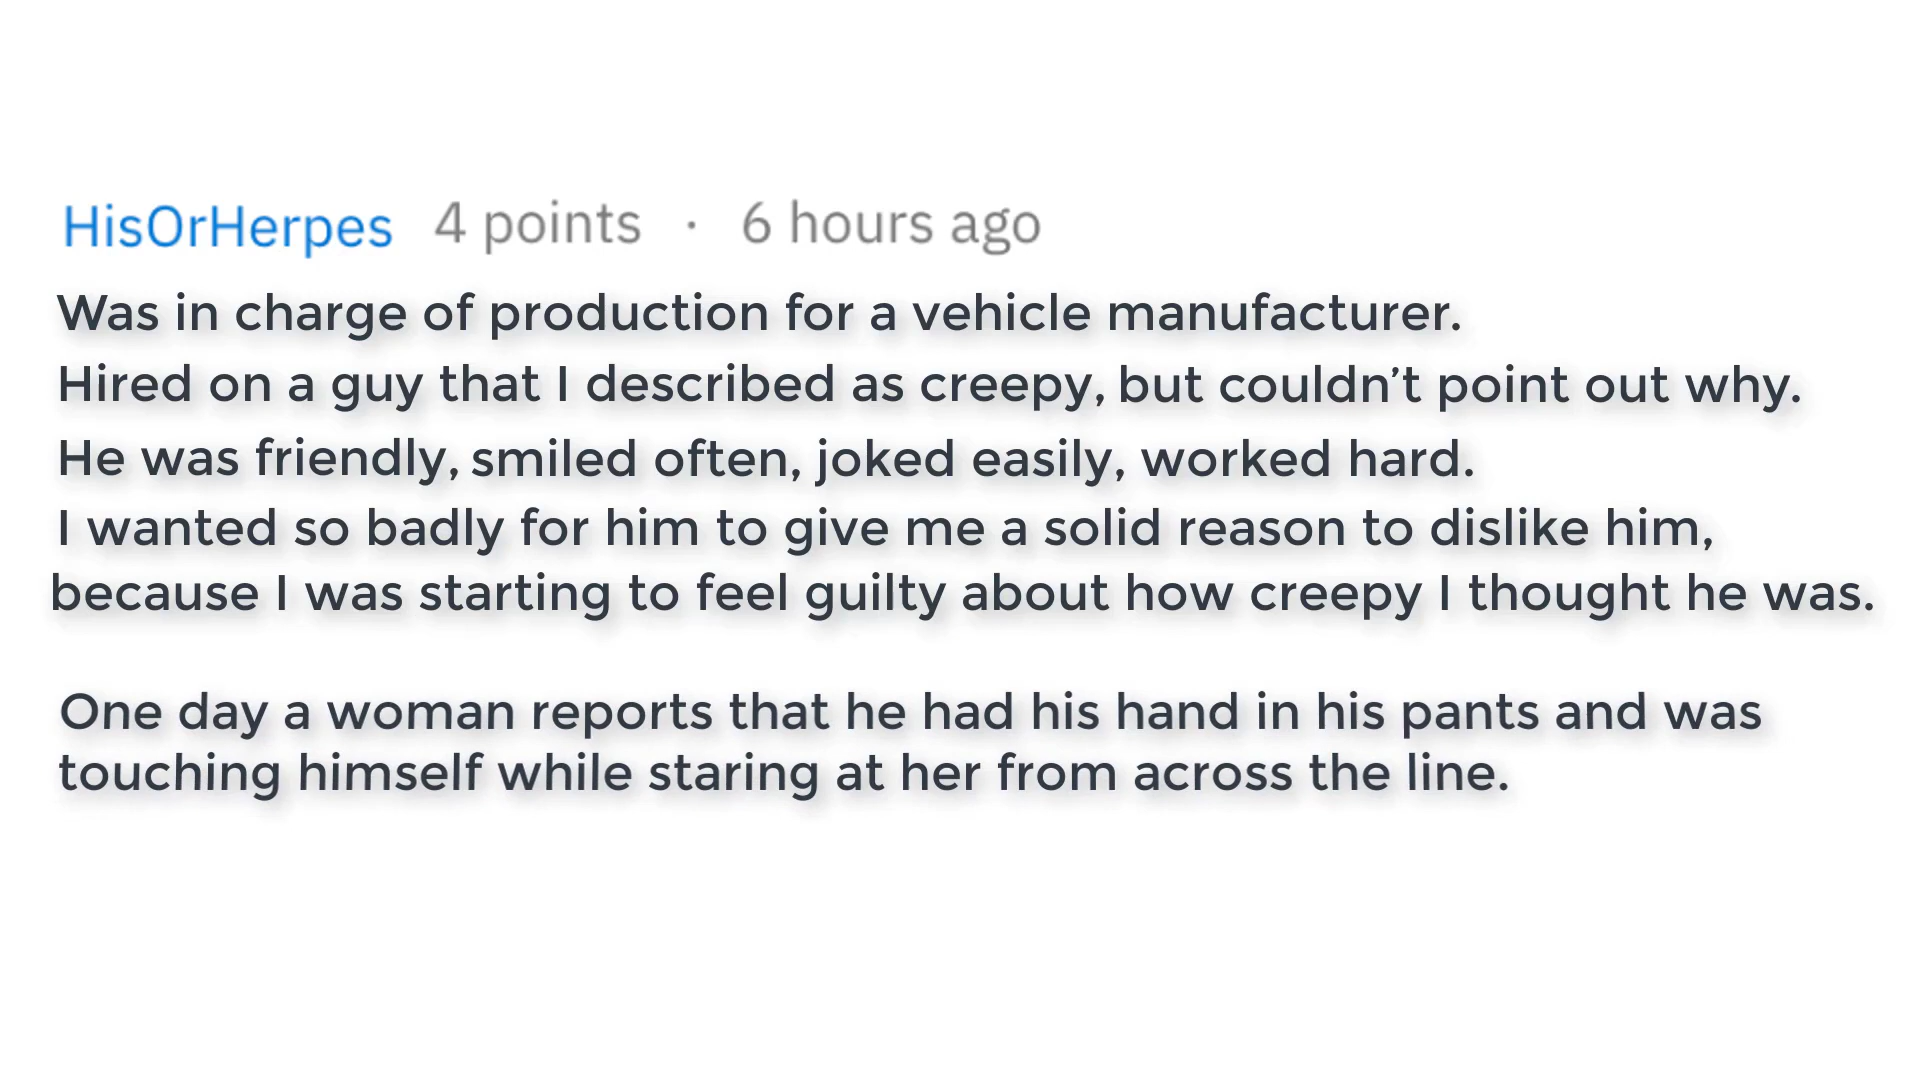 HisOrHerpes 4 points · 6 hours ago
Was in charge of production for a vehicle manufacturer.
Hired on a guy that I described as creepy, but couldn’t point out why.
He was friendly, smiled often, joked easily, worked hard.
I wanted so badly for him to give me a solid reason to dislike him,
because I was starting to feel guilty about how creepy I thought he was.
One day a woman reports that he had his hand in his pants and was
touching himself while staring at her from across the line.